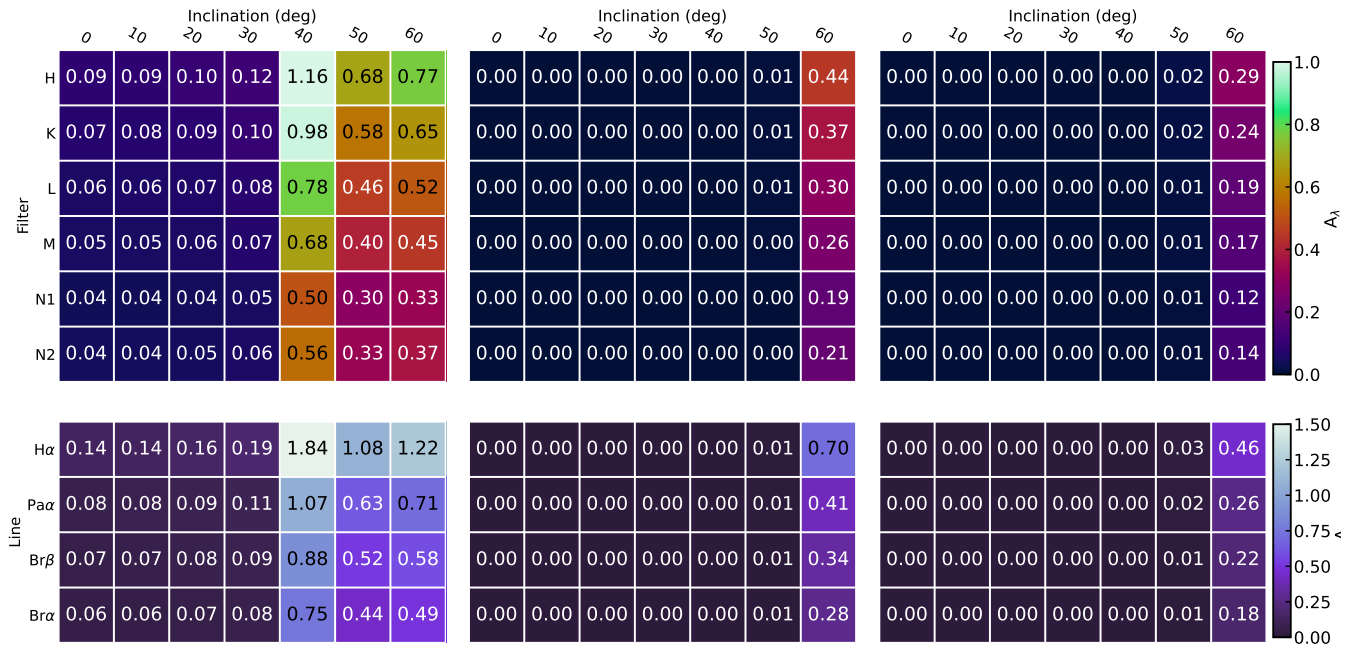 Inclination (deg) Inclination (deg) Inclination (deg)
0 10 20 30 40 50 60 0 10 20 30 40 50 60 0 10 20 30 40 50 60
H 0.09 0.09 0.10 0.12 1.16 0.68 0.77 0.00 0.00 0.00 0.00 0.00 0.01 0.44 0.00 0.00 0.00 0.00 0.00 0.02 0.29 1.0
K 0.07 0.08 0.09 0.10 0.98 0.58 0.65 0.00 0.00 0.00 0.00 0.00 0.01 0.37 0.00 0.00 0.00 0.00 0.00 0.02 0.24 0.8
L 0.06 0.06 0.07 0.08 0.78 0.46 0.52 0.00 0.00 0.00 0.00 0.00 0.01 0.30 0.00 0.00 0.00 0.00 0.00 0.01 0.19 0.6
Filter
A_λ
M 0.05 0.05 0.06 0.07 0.68 0.40 0.45 0.00 0.00 0.00 0.00 0.00 0.00 0.26 0.00 0.00 0.00 0.00 0.00 0.01 0.17 0.4
N1 0.04 0.04 0.04 0.05 0.50 0.30 0.33 0.00 0.00 0.00 0.00 0.00 0.00 0.19 0.00 0.00 0.00 0.00 0.00 0.01 0.12 0.2
N2 0.04 0.04 0.05 0.06 0.56 0.33 0.37 0.00 0.00 0.00 0.00 0.00 0.00 0.21 0.00 0.00 0.00 0.00 0.00 0.01 0.14 0.0
Hα 0.14 0.14 0.16 0.19 1.84 1.08 1.22 0.00 0.00 0.00 0.00 0.00 0.01 0.70 0.00 0.00 0.00 0.00 0.00 0.03 0.46 1.50
1.25
Paα 0.08 0.08 0.09 0.11 1.07 0.63 0.71 0.00 0.00 0.00 0.00 0.00 0.01 0.41 0.00 0.00 0.00 0.00 0.00 0.02 0.26 1.00
Line
0.75
Brβ 0.07 0.07 0.08 0.09 0.88 0.52 0.58 0.00 0.00 0.00 0.00 0.00 0.01 0.34 0.00 0.00 0.00 0.00 0.00 0.01 0.22 0.50
Brα 0.06 0.06 0.07 0.08 0.75 0.44 0.49 0.00 0.00 0.00 0.00 0.00 0.01 0.28 0.00 0.00 0.00 0.00 0.00 0.01 0.18 0.25
0.00